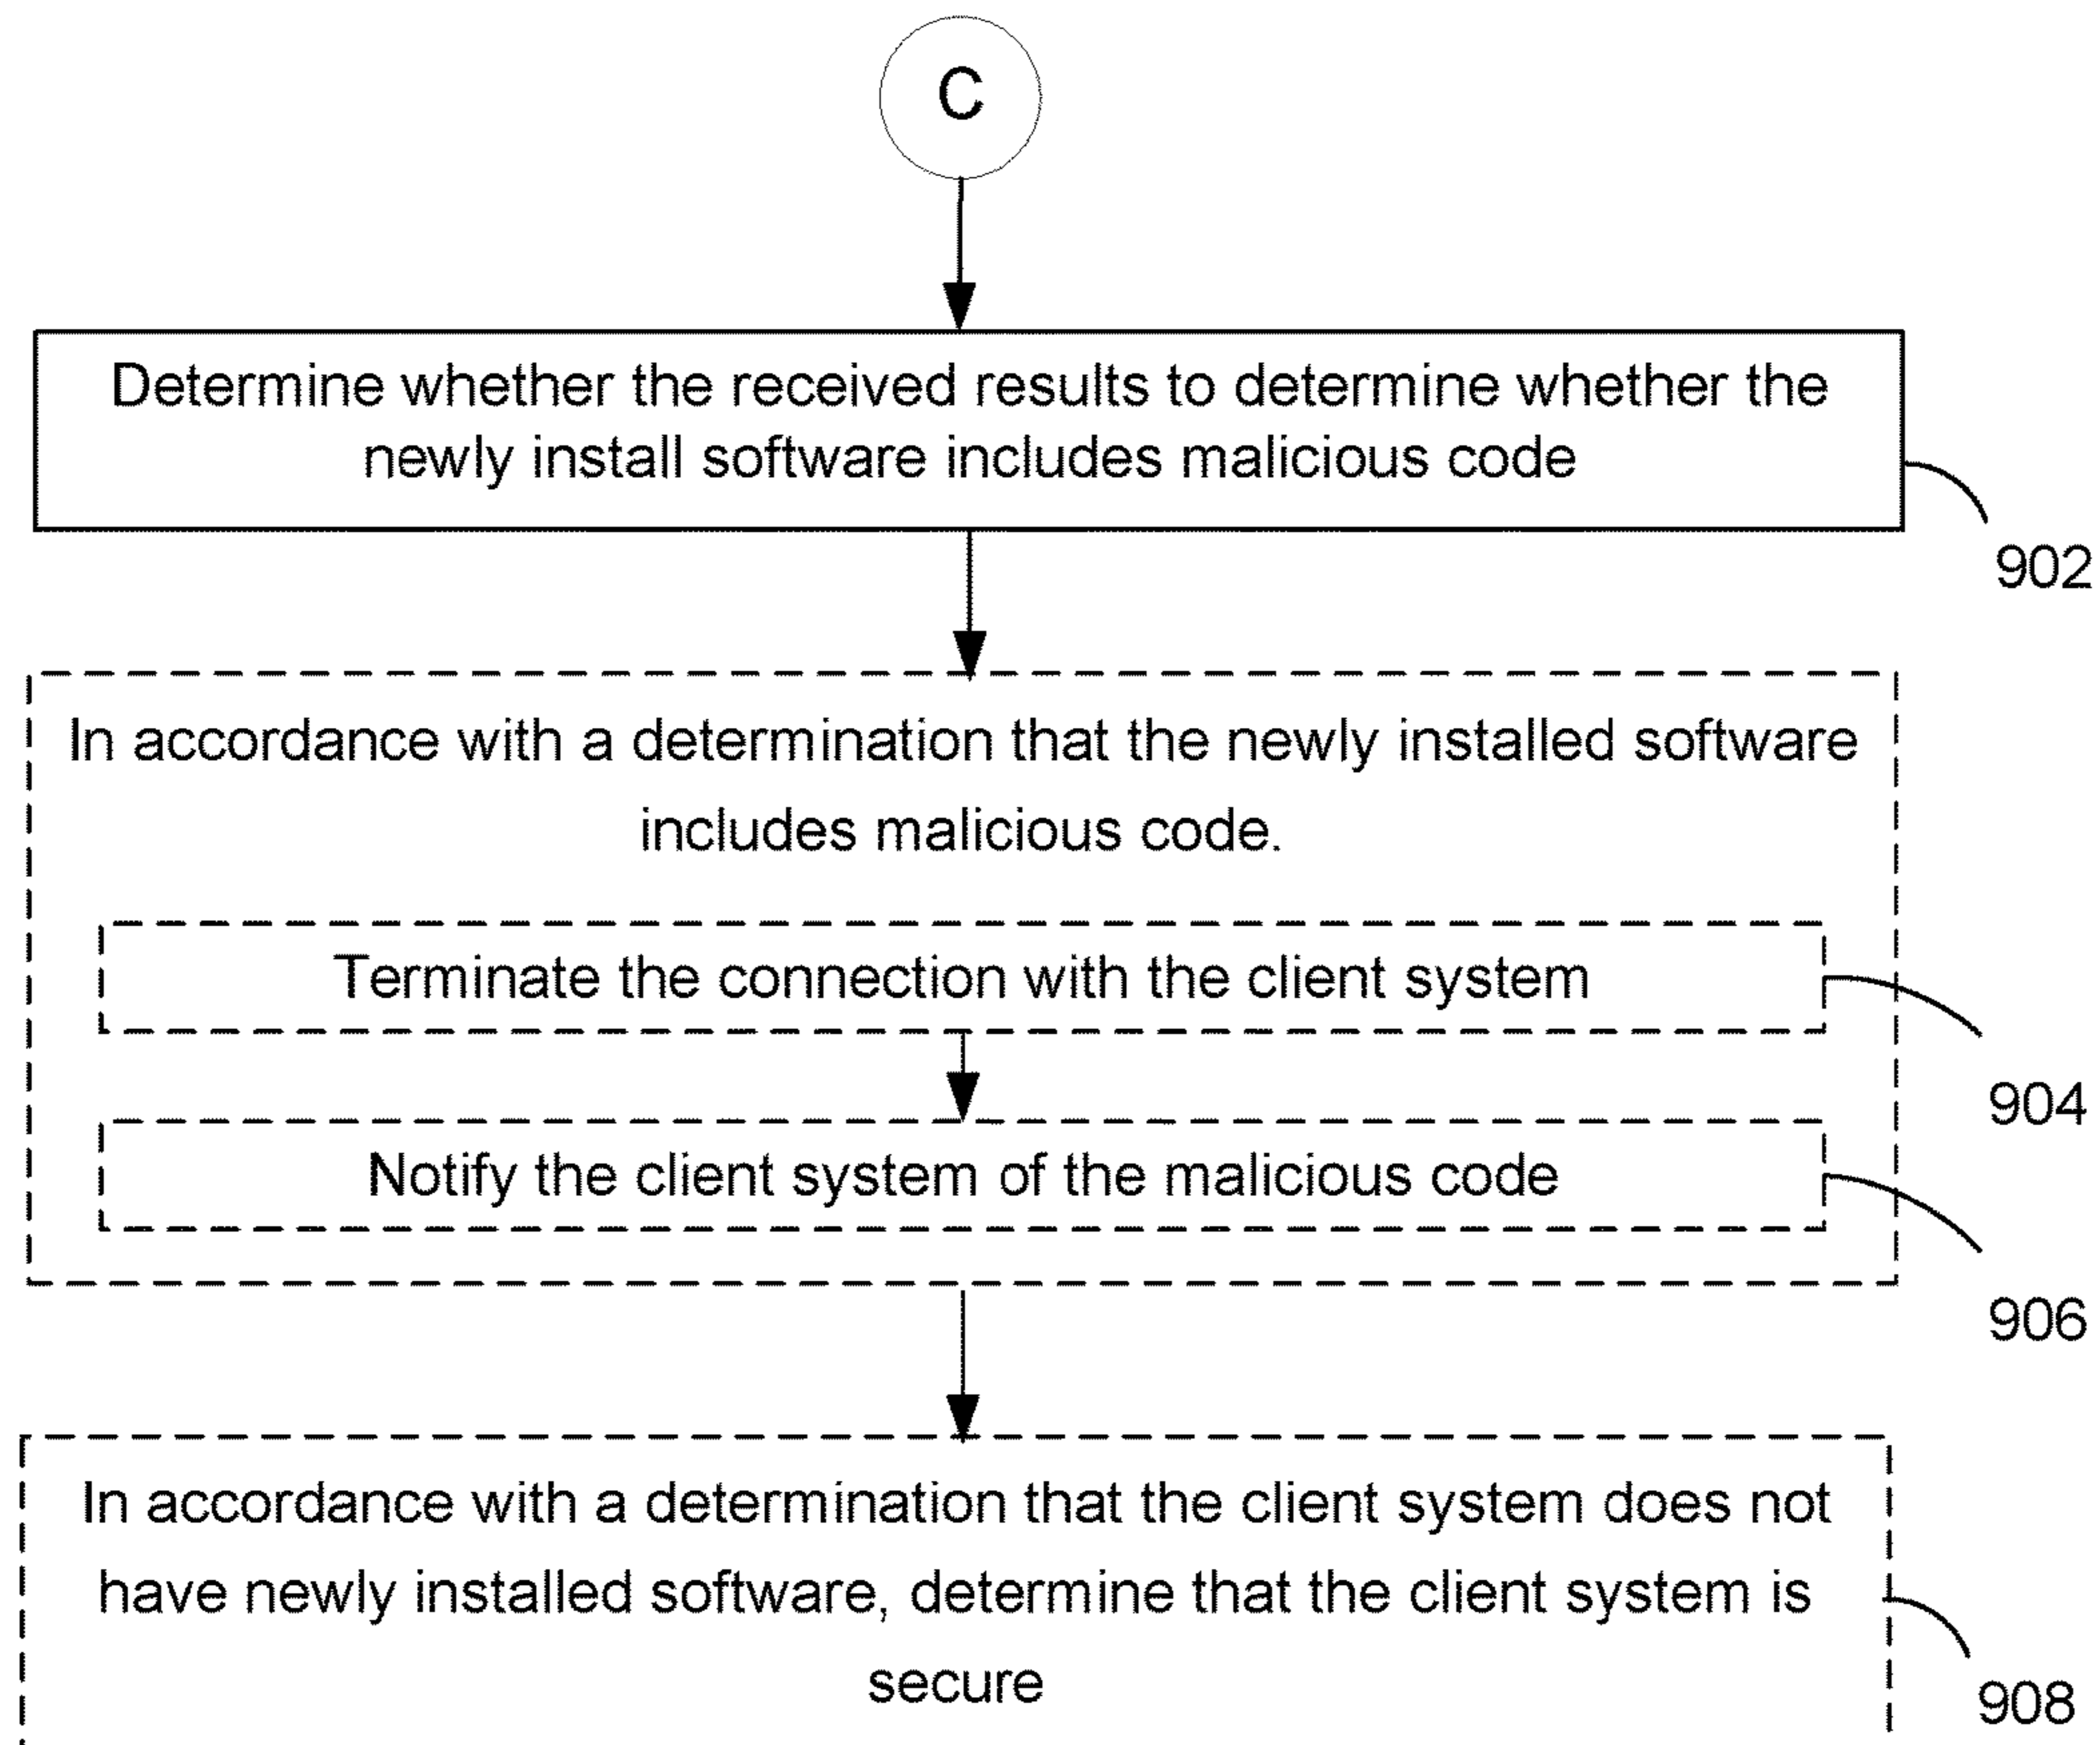 C
Determine whether the received results to determine whether the
newly install software includes malicious code
902
In accordance with a determination that the newly installed software
includes malicious code.
Terminate the connection with the client system
904
Notify the client system of the malicious code
906
In accordance with a determination that the client system does not
have newly installed software, determine that the client system is
secure
908